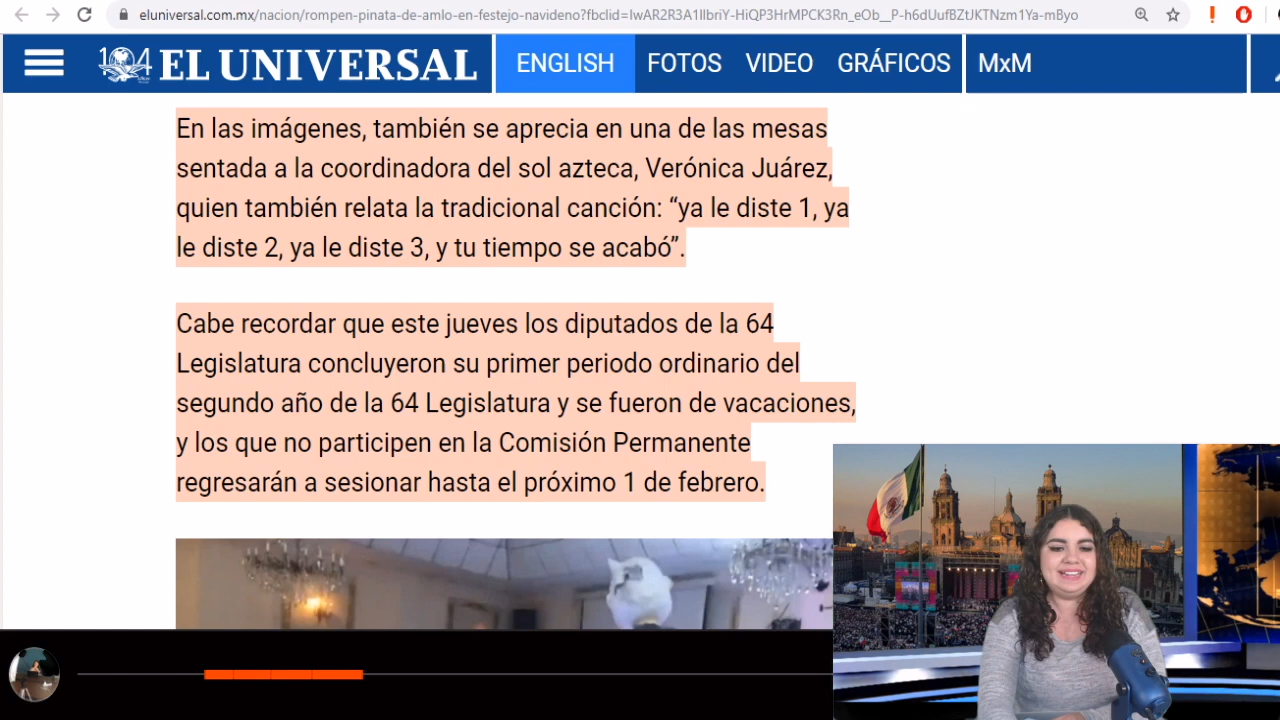 eluniversal.com.mx/nacion/rompen-pinata-de-amlo-en-festejo-navideno?fbclid=IwAR2R3A1IlbriY-HiQP3HrMPCK3Rn_eOb__P-h6dUufBZtJKTNzm1Ya-mByo
104 EL UNIVERSAL ENGLISH FOTOS VIDEO GRÁFICOS MxM
En las imágenes, también se aprecia en una de las mesas
sentada a la coordinadora del sol azteca, Verónica Juárez,
quien también relata la tradicional canción: “ya le diste 1, ya
le diste 2, ya le diste 3, y tu tiempo se acabó”.
Cabe recordar que este jueves los diputados de la 64
Legislatura concluyeron su primer periodo ordinario del
segundo año de la 64 Legislatura y se fueron de vacaciones,
y los que no participen en la Comisión Permanente
regresarán a sesionar hasta el próximo 1 de febrero.